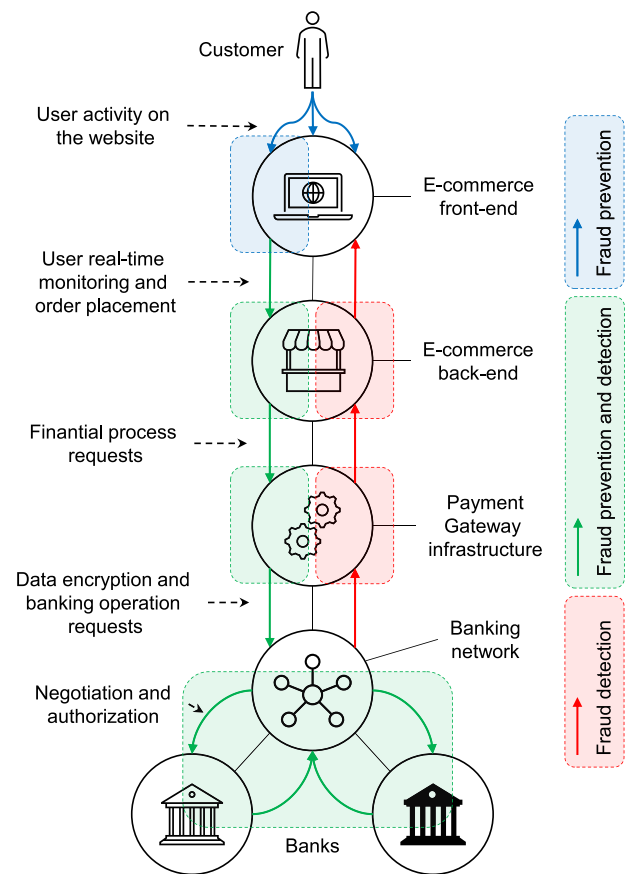 Customer
User activity on
the website
E-commerce
front-end
User real-time
monitoring and
order placement
E-commerce
back-end
Finantial process
requests
Payment
Gateway
infrastructure
Data encryption and
banking operation
requests
Banking
network
Negotiation and
authorization
Banks
Fraud prevention
Fraud prevention and detection
Fraud detection